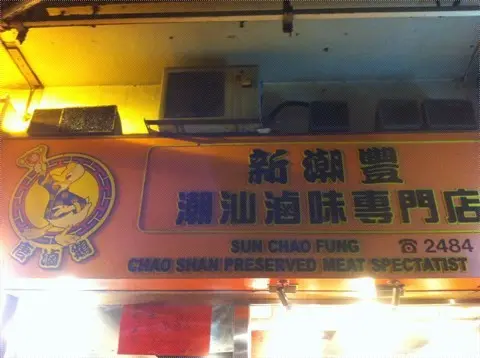 新潮豐
潮汕滷味專門店
SUN CHAO FUNG
☎ 2484
CHAO SHAN PRESERVED MEAT SPECTATIST